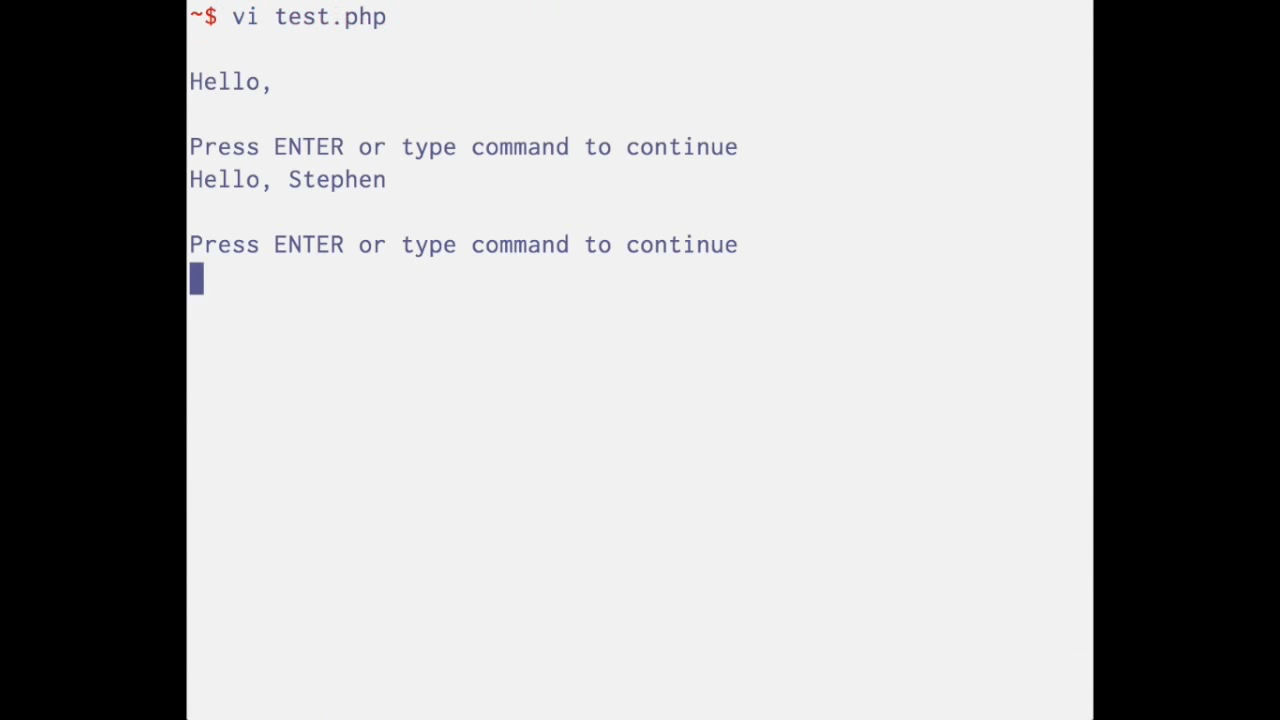 ~$ vi test.php
Hello,
Press ENTER or type command to continue
Hello, Stephen
Press ENTER or type command to continue